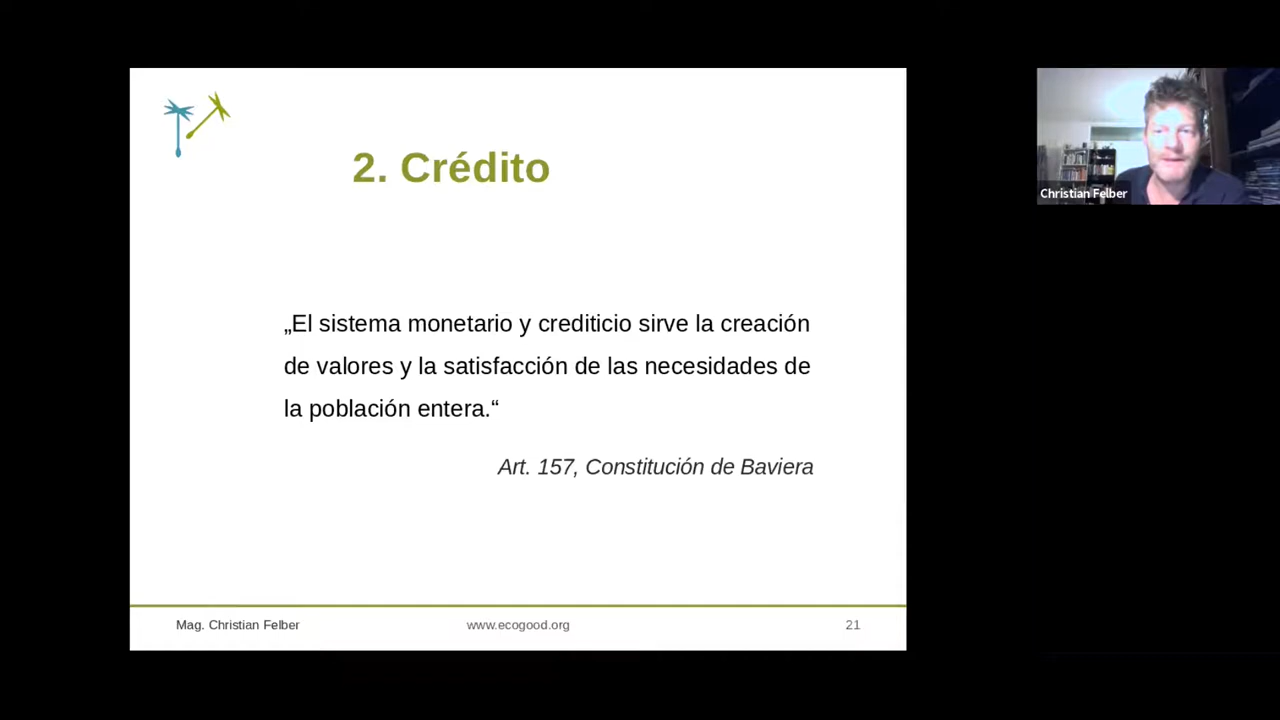 2. Crédito
„El sistema monetario y crediticio sirve la creación
de valores y la satisfacción de las necesidades de
la población entera.“
Art. 157, Constitución de Baviera
Mag. Christian Felber
www.ecogood.org
21
Christian Felber